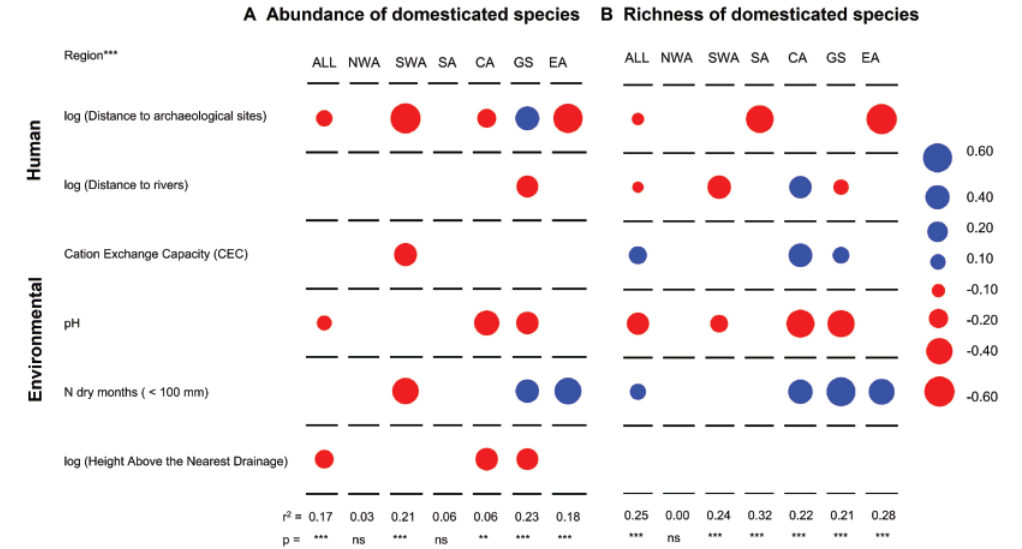 A Abundance of domesticated species B Richness of domesticated species
Region***
ALL NWA SWA SA CA GS EA ALL NWA SWA SA CA GS EA
Human
log (Distance to archaeological sites)
log (Distance to rivers)
Environmental
Cation Exchange Capacity (CEC)
pH
N dry months ( < 100 mm)
log (Height Above the Nearest Drainage)
0.60
0.40
0.20
0.10
-0.10
-0.20
-0.40
-0.60
r² = 0.17 0.03 0.21 0.06 0.06 0.23 0.18 0.25 0.00 0.24 0.32 0.22 0.21 0.28
p = *** ns *** ns ** *** *** *** ns *** *** *** *** ***